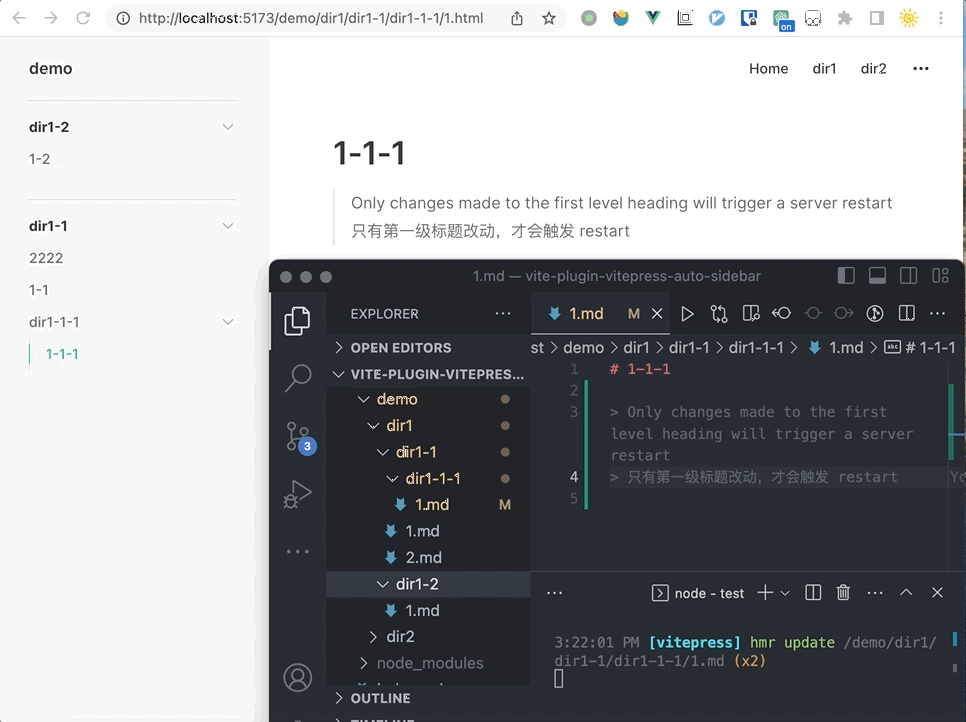 http://localhost:5173/demo/dir1/dir1-1/dir1-1-1/1.html
on
demo
Home
dir1
dir2
dir1-2
1-2
dir1-1
2222
1-1
dir1-1-1
1-1-1
1-1-1
Only changes made to the first level heading will trigger a server restart
只有第一级标题改动，才会触发 restart
1.md — vite-plugin-vitepress-auto-sidebar
EXPLORER
OPEN EDITORS
VITE-PLUGIN-VITEPRES...
demo
dir1
dir1-1
dir1-1-1
1.md M
1.md
2.md
dir1-2
1.md
dir2
node_modules
OUTLINE
TIMELINE
3
1.md M
st > demo > dir1 > dir1-1 > dir1-1-1 > 1.md > # 1-1-1
1 # 1-1-1
2
3 > Only changes made to the first
level heading will trigger a server
restart
4 > 只有第一级标题改动，才会触发 restart
5
node - test
3:22:01 PM [vitepress] hmr update /demo/dir1/
dir1-1/dir1-1-1/1.md (x2)